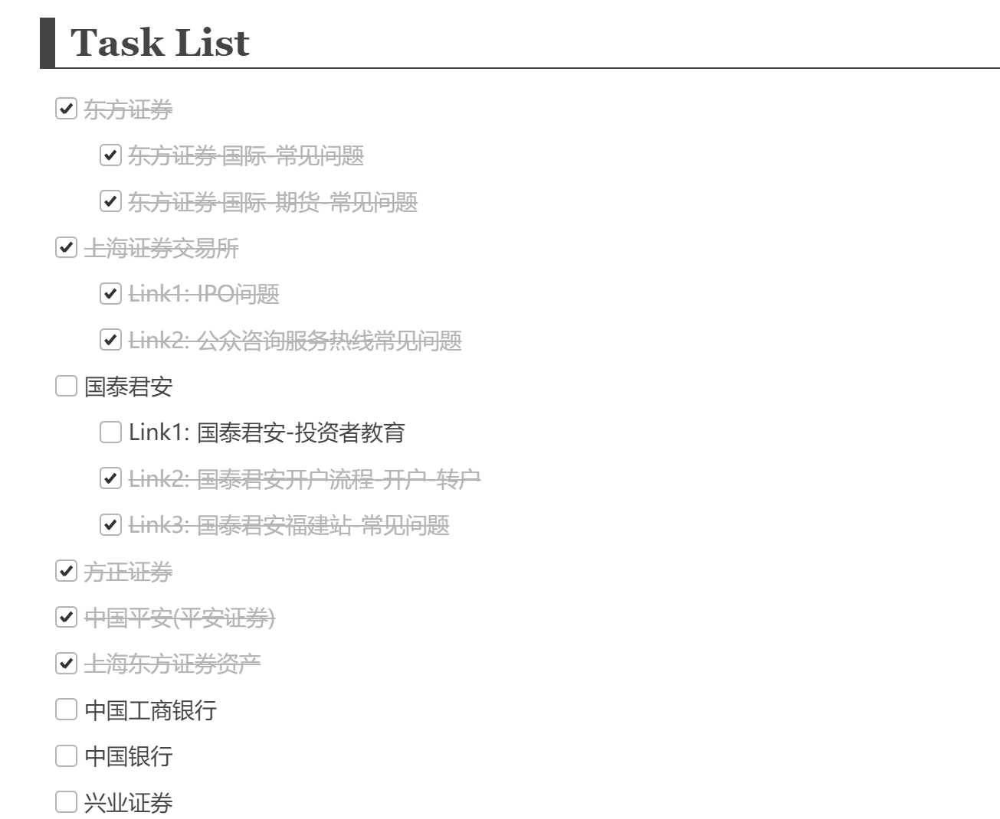 Task List
东方证券
东方证券·国际-常见问题
东方证券·国际-期货-常见问题
上海证券交易所
Link1: IPO问题
Link2: 公众咨询服务热线常见问题
国泰君安
Link1: 国泰君安-投资者教育
Link2: 国泰君安开户流程-开户-转户
Link3: 国泰君安福建站-常见问题
方正证券
中国平安(平安证券)
上海东方证券资产
中国工商银行
中国银行
兴业证券